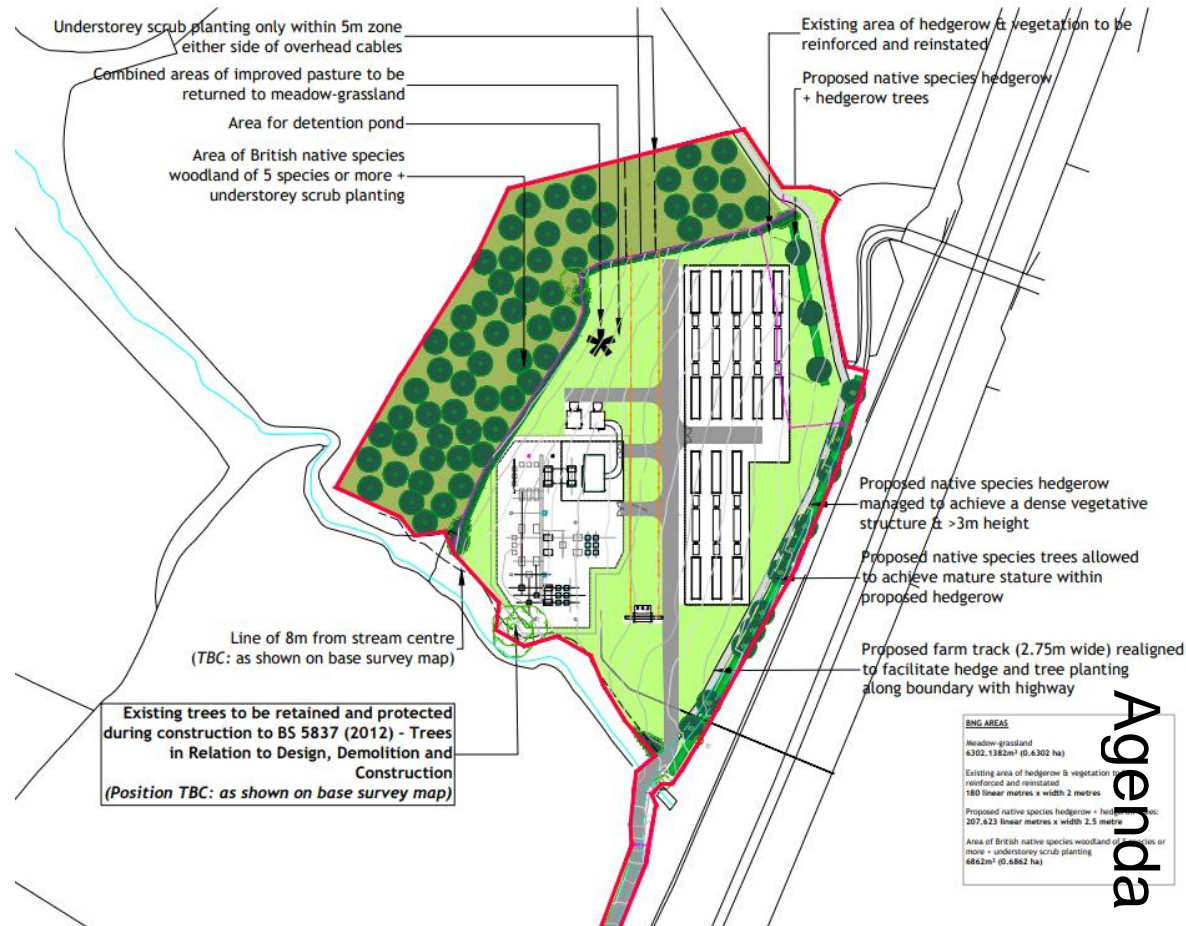 Understorey scrub planting only within 5m zone
either side of overhead cables
Combined areas of improved pasture to be
returned to meadow-grassland
Area for detention pond
Area of British native species
woodland of 5 species or more +
understorey scrub planting
Existing area of hedgerow & vegetation to be
reinforced and reinstated
Proposed native species hedgerow
+ hedgerow trees
Proposed native species hedgerow
managed to achieve a dense vegetative
structure & >3m height
Proposed native species trees allowed
to achieve mature stature within
proposed hedgerow
Proposed farm track (2.75m wide) realigned
to facilitate hedge and tree planting
along boundary with highway
Line of 8m from stream centre
(TBC: as shown on base survey map)
Existing trees to be retained and protected
during construction to BS 5837 (2012) - Trees
in Relation to Design, Demolition and
Construction
(Position TBC: as shown on base survey map)
BNG AREAS
Meadow-grassland
6302,1382m² (0.6302 ha)
Existing area of hedgerow & vegetation to
reinforced and reinstated
180 linear metres x width 2 metres
Proposed native species hedgerow + trees:
207,623 linear metres x width 2.5 metre
Area of British native species woodland of species or
more + understorey scrub planting
6862m² (0.6862 ha)
Agenda